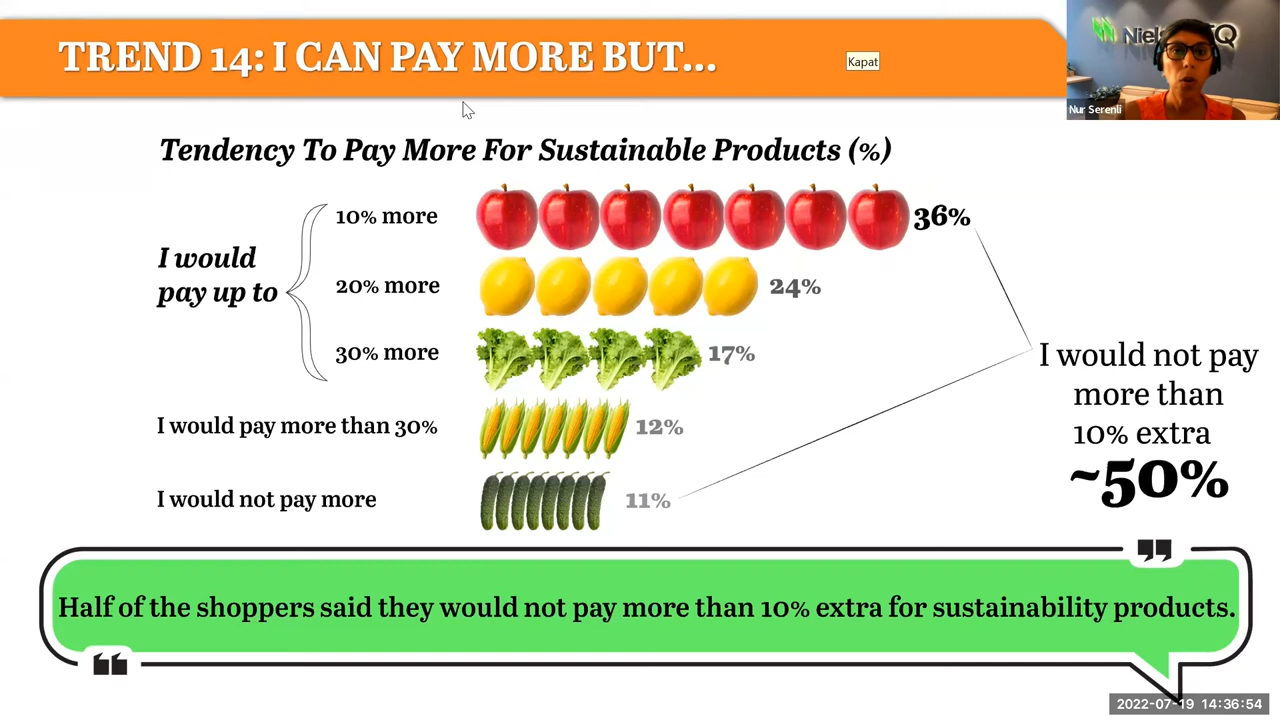 TREND 14: I CAN PAY MORE BUT...
Kapat
Nur Serenli
Tendency To Pay More For Sustainable Products (%)
I would
pay up to
10% more
36%
20% more
24%
30% more
17%
I would pay more than 30%
12%
I would not pay more
11%
I would not pay
more than
10% extra
~50%
Half of the shoppers said they would not pay more than 10% extra for sustainability products.
2022-07-19 14:36:54